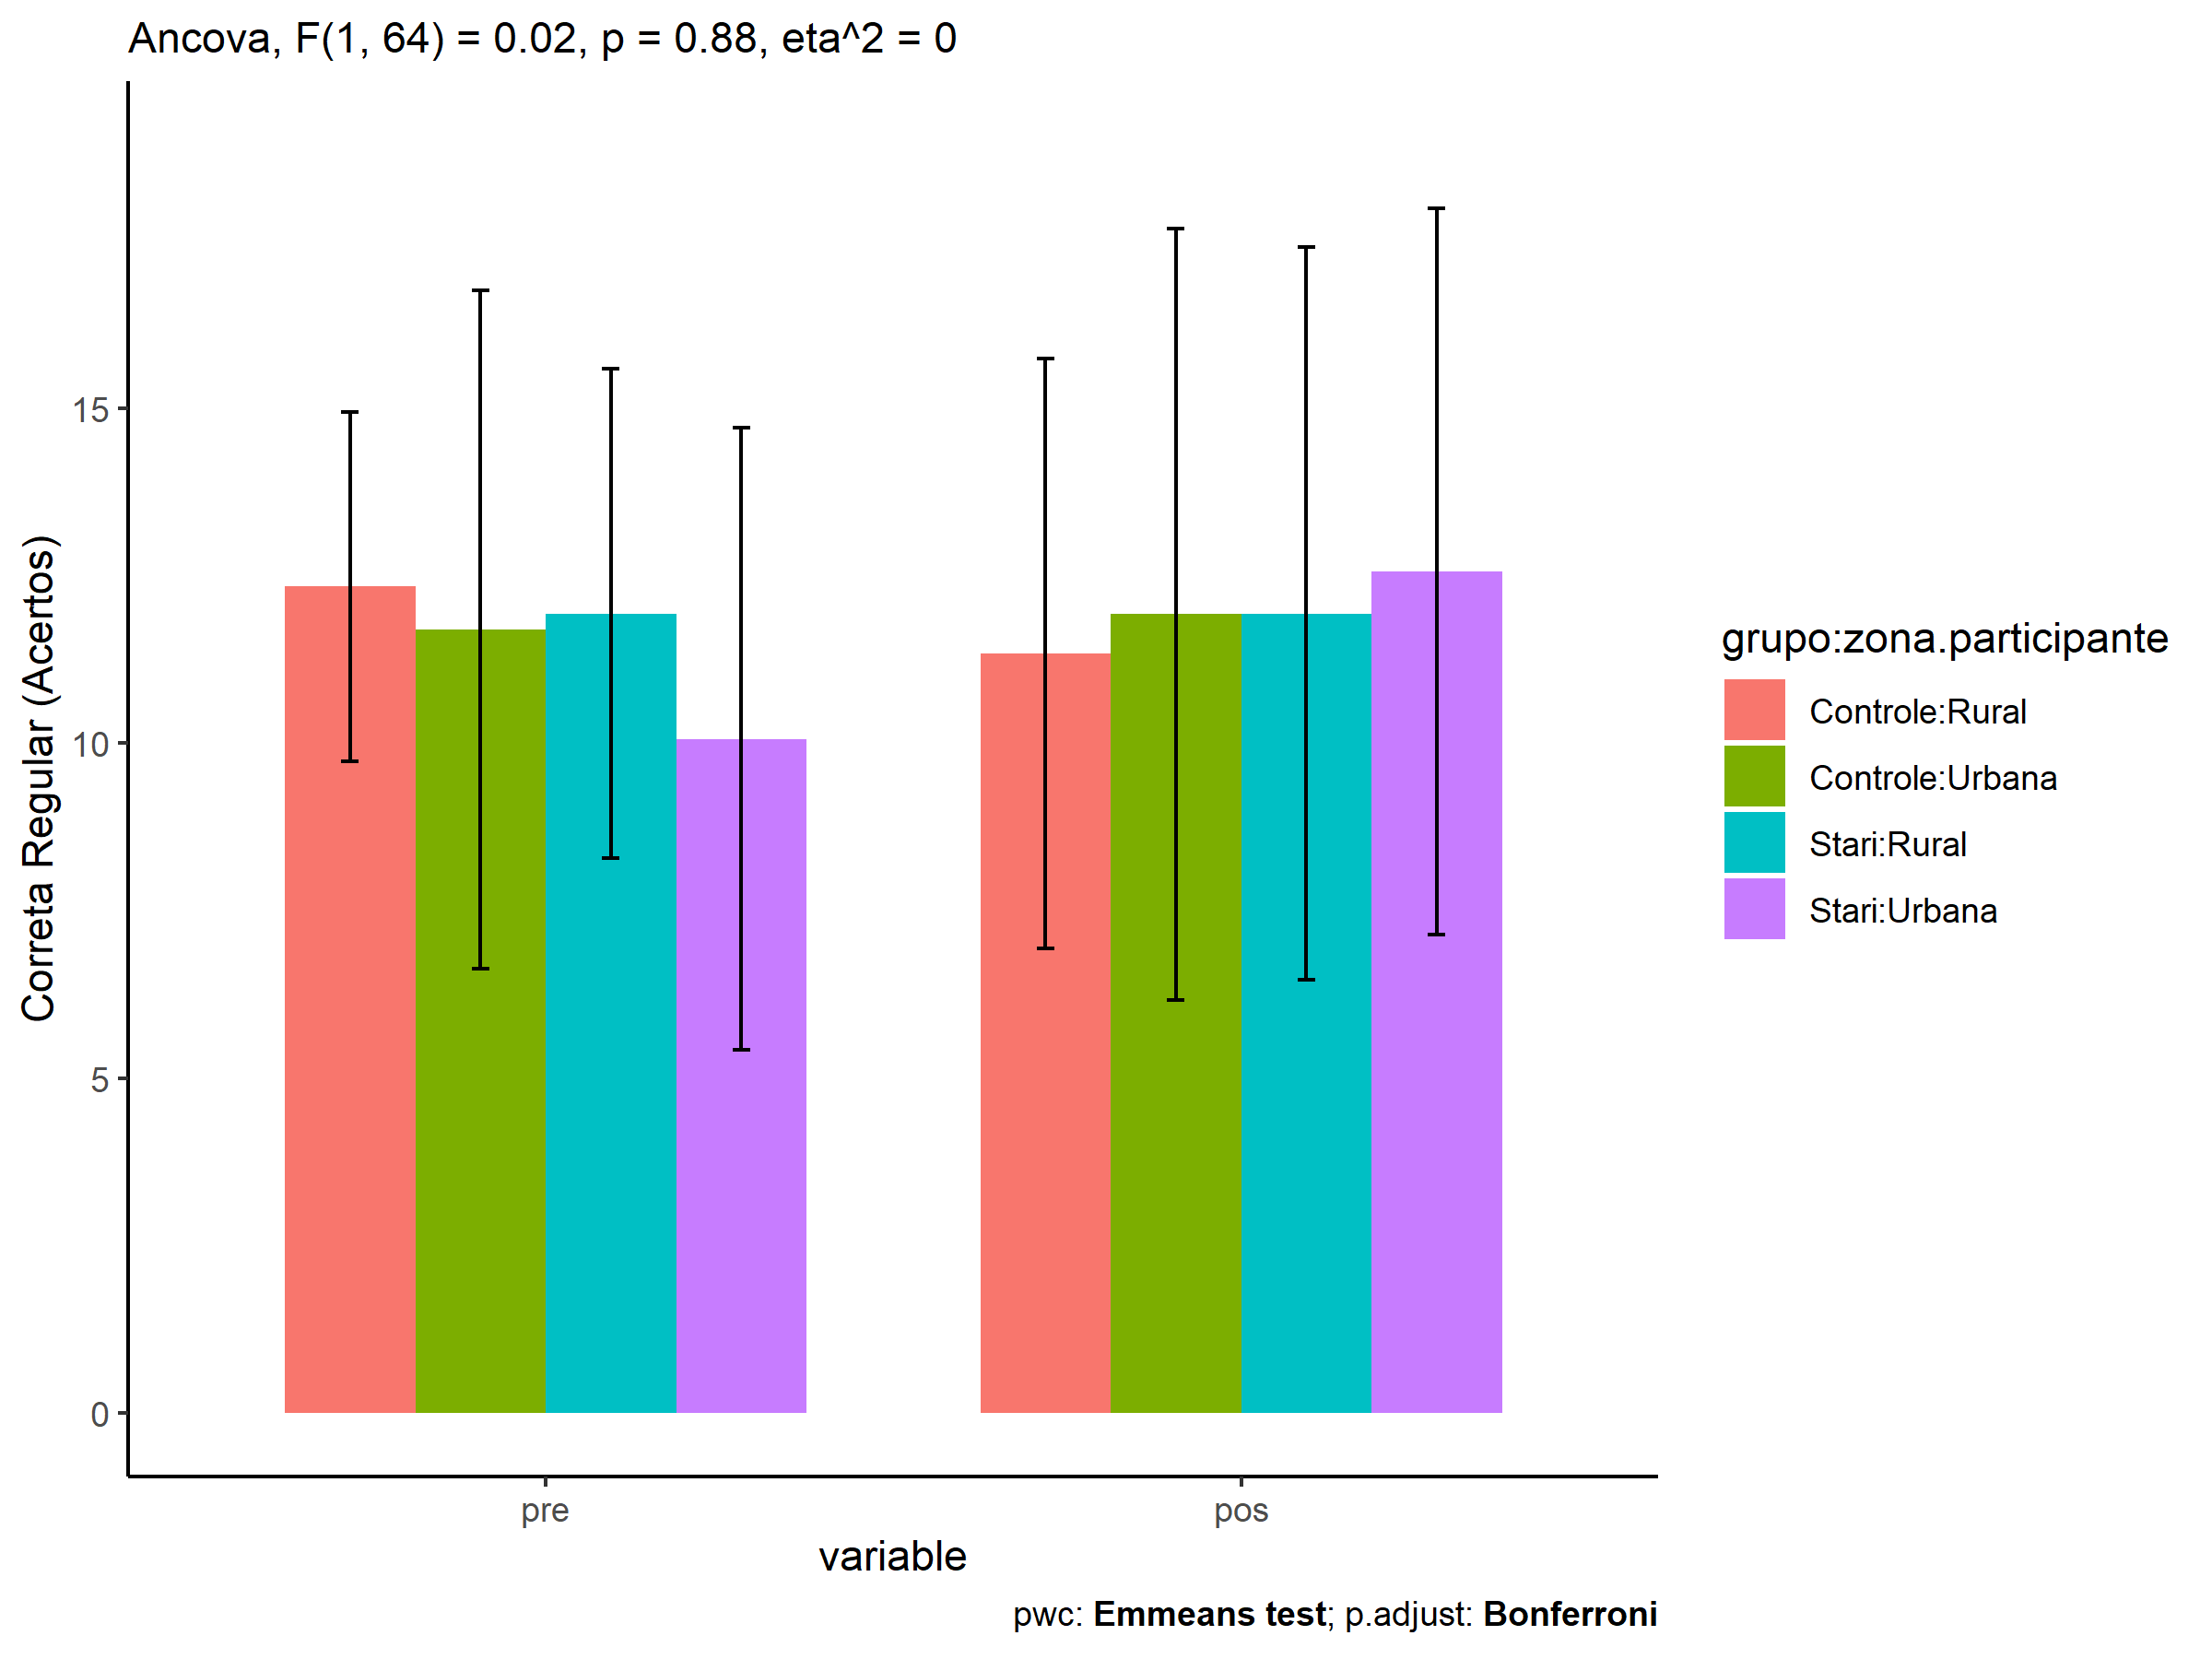 Ancova, F(1, 64) = 0.02, p = 0.88, eta^2 = 0
Correta Regular (Acertos)
15
10
5
0
pre
pos
variable
grupo:zona.participante
Controle:Rural
Controle:Urbana
Stari:Rural
Stari:Urbana
pwc: Emmeans test; p.adjust: Bonferroni